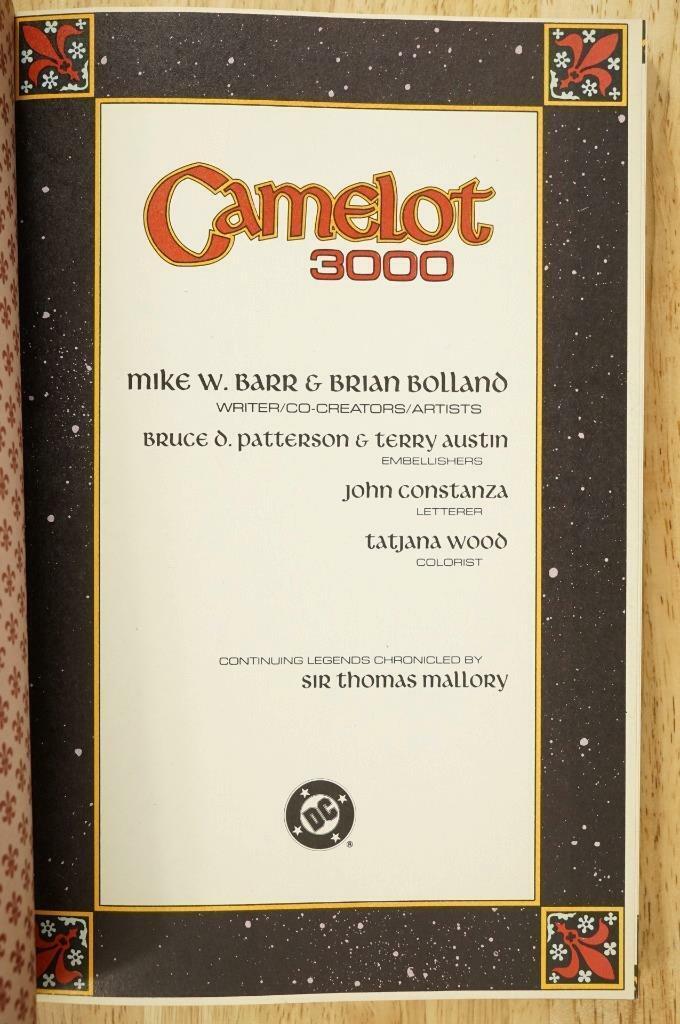 Camelot
3000
MIKE W. BARR & BRIAN BOLLAND
WRITER/CO-CREATORS/ARTISTS
BRUCE D. PATTERSON & TERRY AUSTIN
EMBELLISHERS
JOHN CONSTANZA
LETTERER
TATJANA WOOD
COLORIST
CONTINUING LEGENDS CHRONICLED BY
SIR THOMAS MALLORY
DC
®